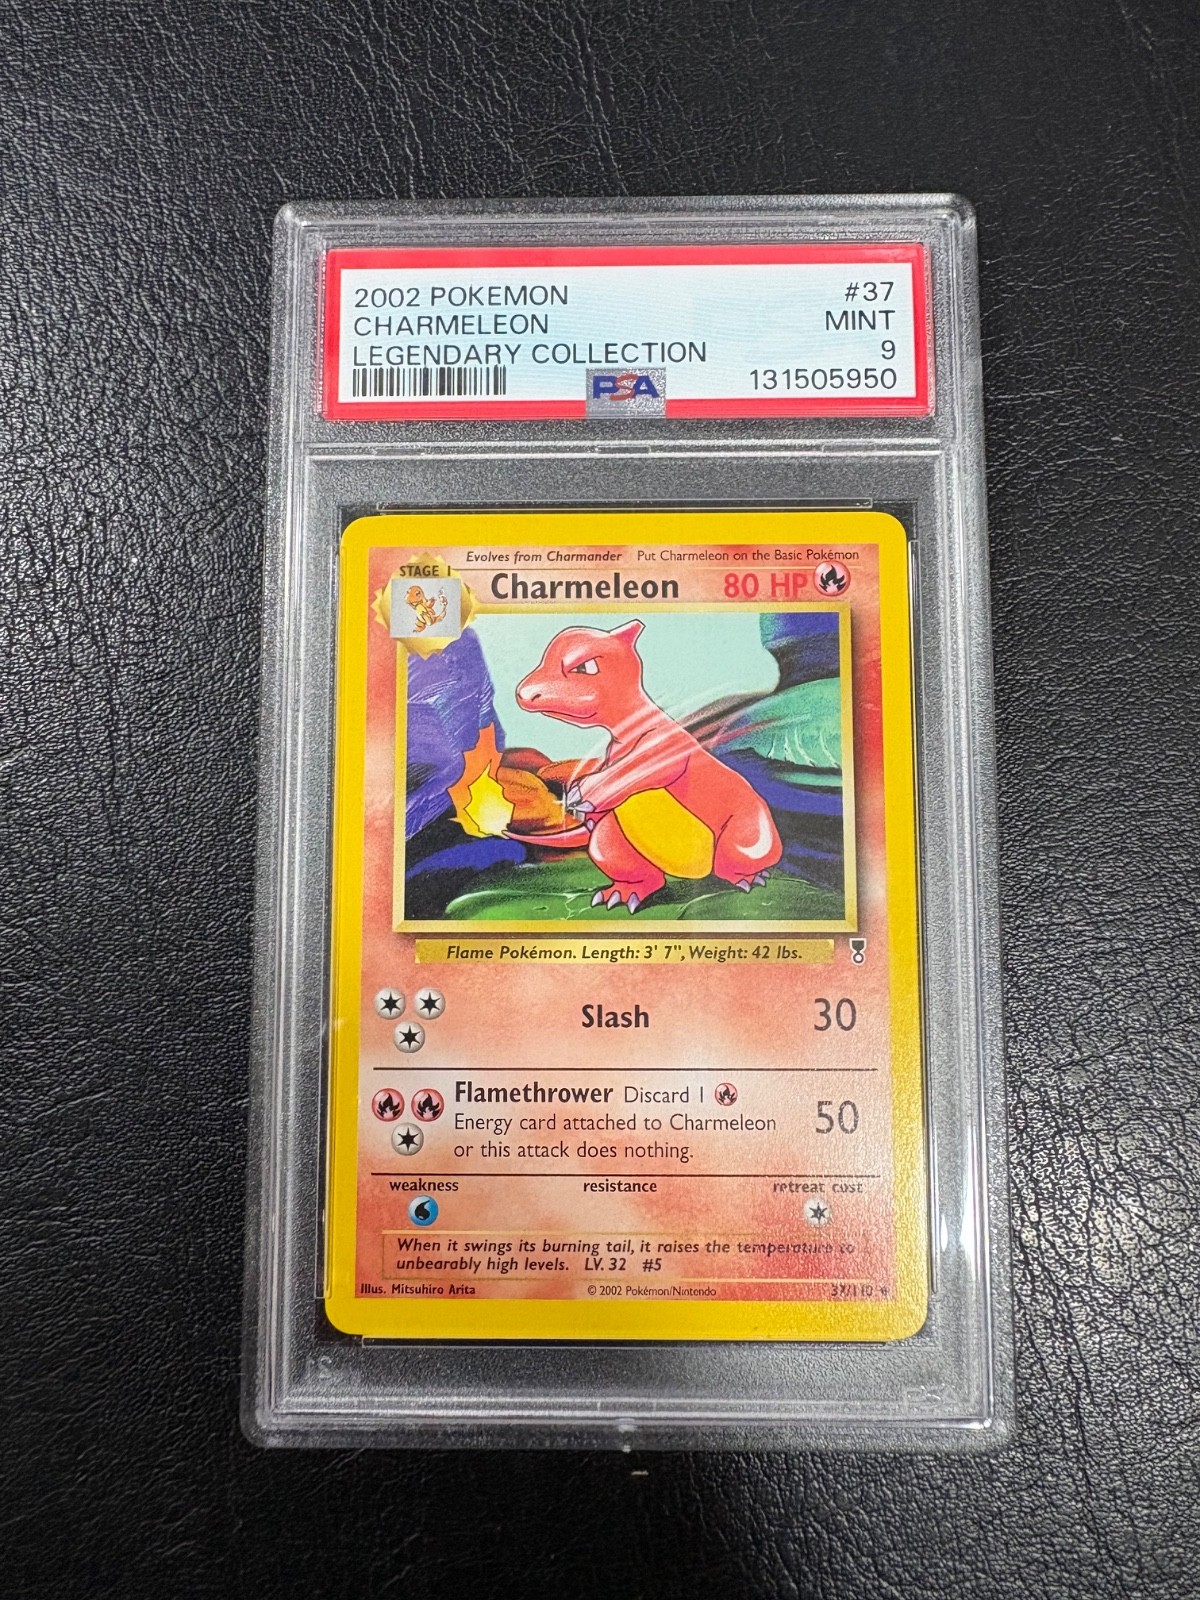 2002 POKEMON #37
CHARMELEON MINT
LEGENDARY COLLECTION 9
PSA 131505950
Evolves from Charmander Put Charmeleon on the Basic Pokémon
STAGE 1
Charmeleon 80 HP
Flame Pokémon. Length: 3' 7", Weight: 42 lbs.
Slash 30
Flamethrower Discard 1
Energy card attached to Charmeleon
or this attack does nothing.
50
weakness resistance retreat cost
When it swings its burning tail, it raises the temperature to
unbearably high levels. LV. 32 #5
Illus. Mitsuhiro Arita © 2002 Pokémon/Nintendo 37/110